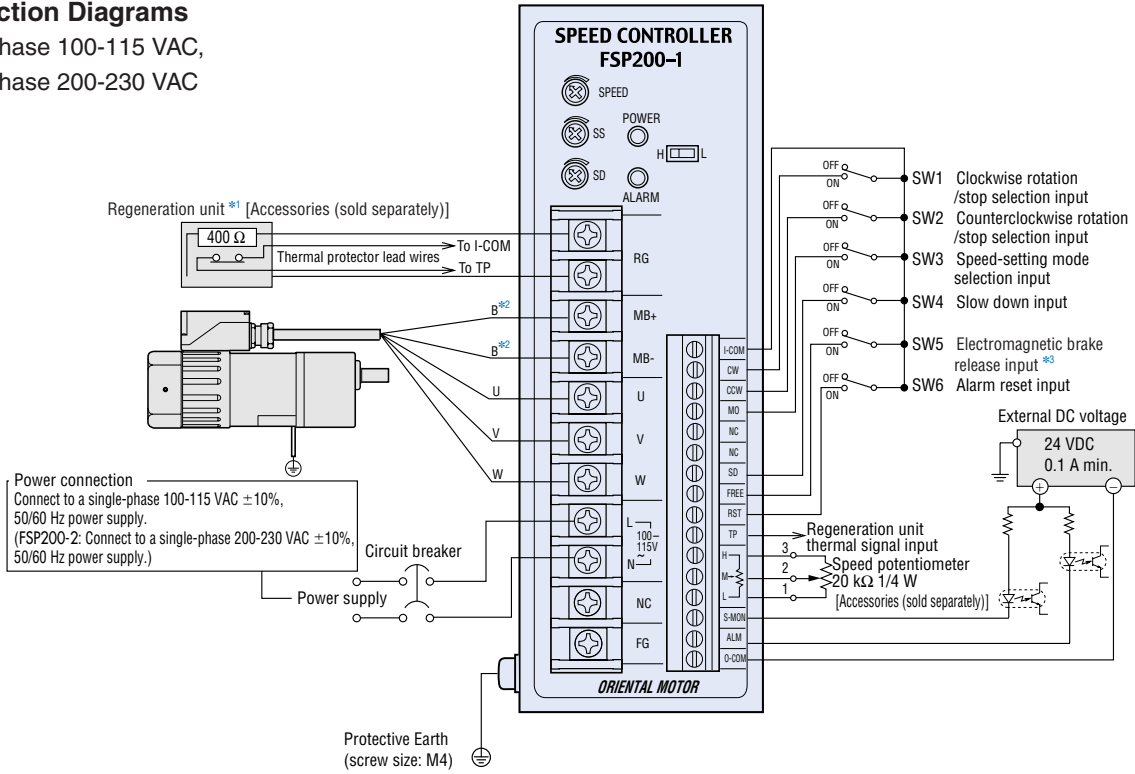 ction Diagrams
hase 100-115 VAC,
hase 200-230 VAC
SPEED CONTROLLER
FSP200-1
SPEED
SS
POWER
H L
SD
ALARM
Regeneration unit *1 [Accessories (sold separately)]
400 Ω
To I-COM
Thermal protector lead wires
To TP
RG
B*2
MB+
B*2
MB-
U
U
V
V
W
W
L
100-
115V
~
N
NC
FG
I-COM
CW
CCW
MO
NC
NC
SD
FREE
RST
TP
H
M
L
S-MON
ALM
O-COM
ORIENTAL MOTOR
OFF
ON
SW1 Clockwise rotation
/stop selection input
OFF
ON
SW2 Counterclockwise rotation
/stop selection input
OFF
ON
SW3 Speed-setting mode
selection input
OFF
ON
SW4 Slow down input
OFF
ON
SW5 Electromagnetic brake
release input *3
OFF
ON
SW6 Alarm reset input
External DC voltage
24 VDC
0.1 A min.
+ −
Regeneration unit
thermal signal input
3
2
1
Speed potentiometer
20 kΩ 1/4 W
[Accessories (sold separately)]
Power connection
Connect to a single-phase 100-115 VAC ±10%,
50/60 Hz power supply.
(FSP200-2: Connect to a single-phase 200-230 VAC ±10%,
50/60 Hz power supply.)
Circuit breaker
Power supply
Protective Earth
(screw size: M4)